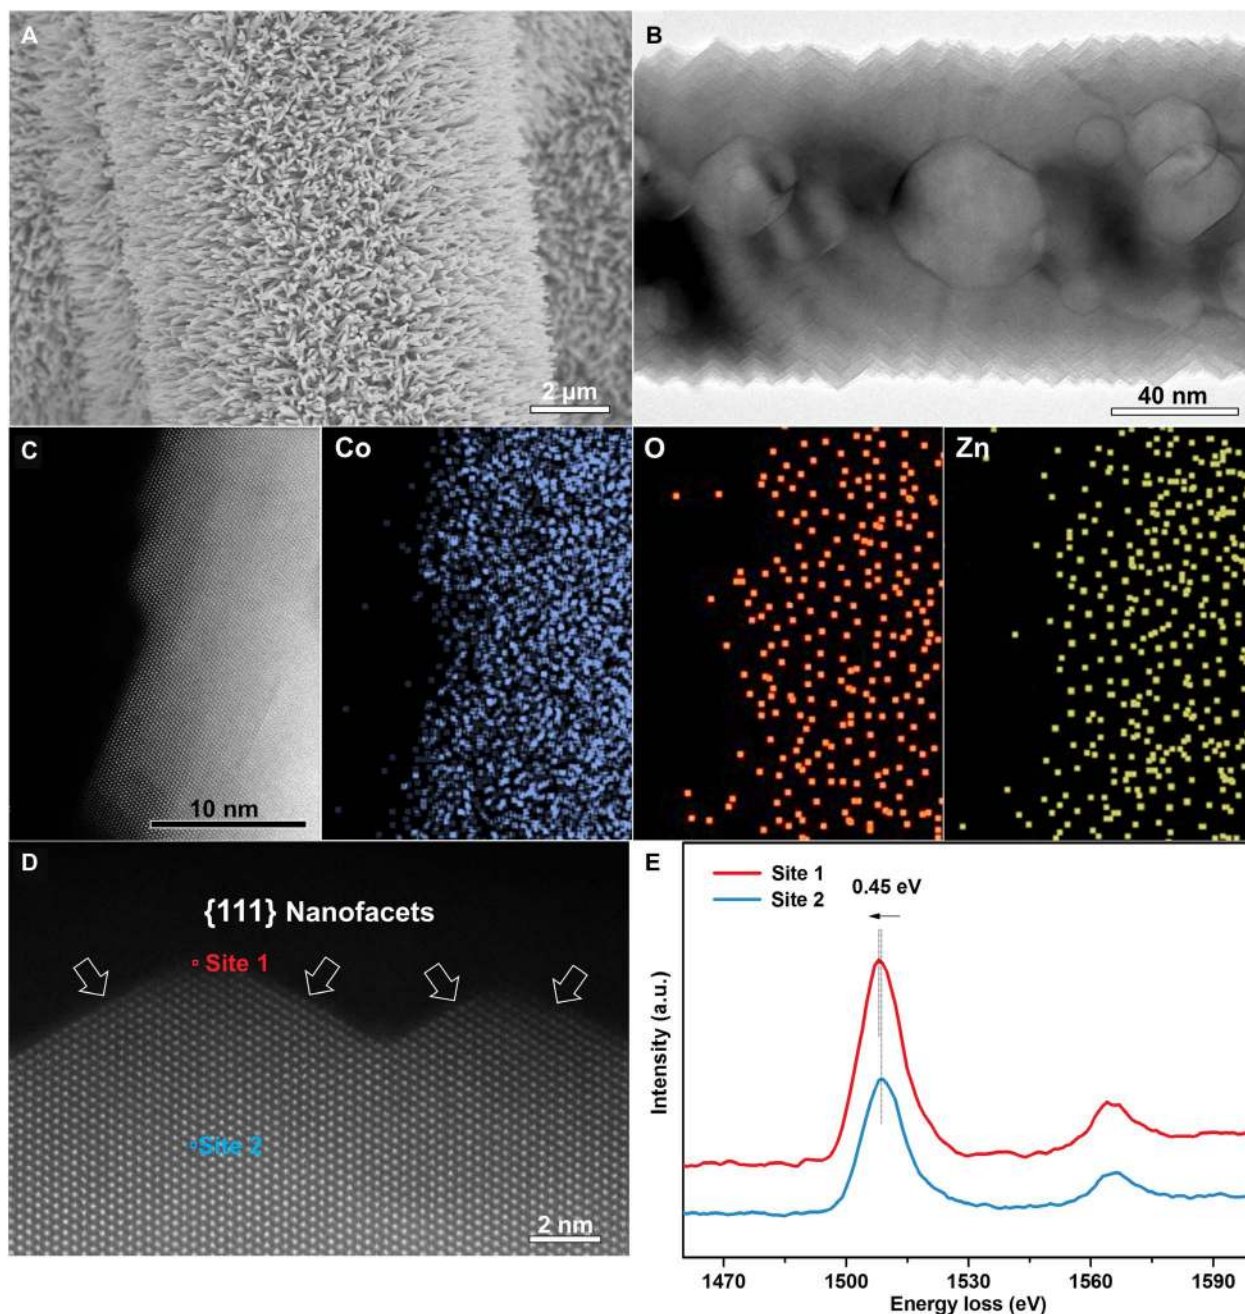 A
2 µm
B
40 nm
C
10 nm
Co
O
Zn
D
{111} Nanofacets
Site 1
Site 2
2 nm
E
Site 1
Site 2
0.45 eV
Intensity (a.u.)
1470 1500 1530 1560 1590
Energy loss (eV)